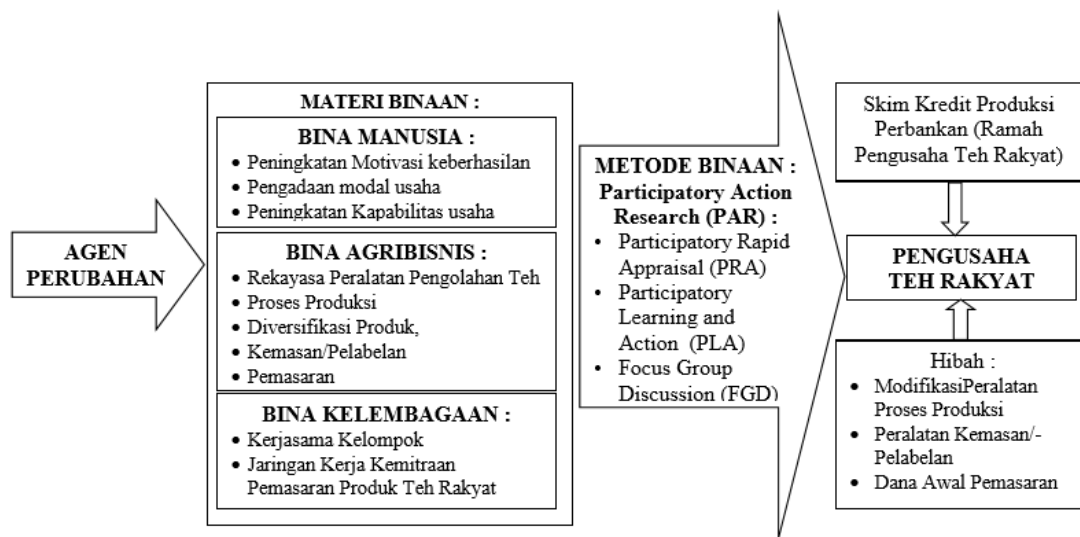 AGEN
PERUBAHAN
MATERI BINAAN :
BINA MANUSIA :
• Peningkatan Motivasi keberhasilan
• Pengadaan modal usaha
• Peningkatan Kapabilitas usaha
BINA AGRIBISNIS :
• Rekayasa Peralatan Pengolahan Teh
• Proses Produksi
• Diversifikasi Produk,
• Kemasan/Pelabelan
• Pemasaran
BINA KELEMBAGAAN :
• Kerjasama Kelompok
• Jaringan Kerja Kemitraan
Pemasaran Produk Teh Rakyat
METODE BINAAN :
Participatory Action
Research (PAR) :
• Participatory Rapid
Appraisal (PRA)
• Participatory
Learning and
Action (PLA)
• Focus Group
Discussion (FGD)
Skim Kredit Produksi
Perbankan (Ramah
Pengusaha Teh Rakyat)
PENGUSAHA
TEH RAKYAT
Hibah :
• ModifikasiPeralatan
Proses Produksi
• Peralatan Kemasan/-
Pelabelan
• Dana Awal Pemasaran